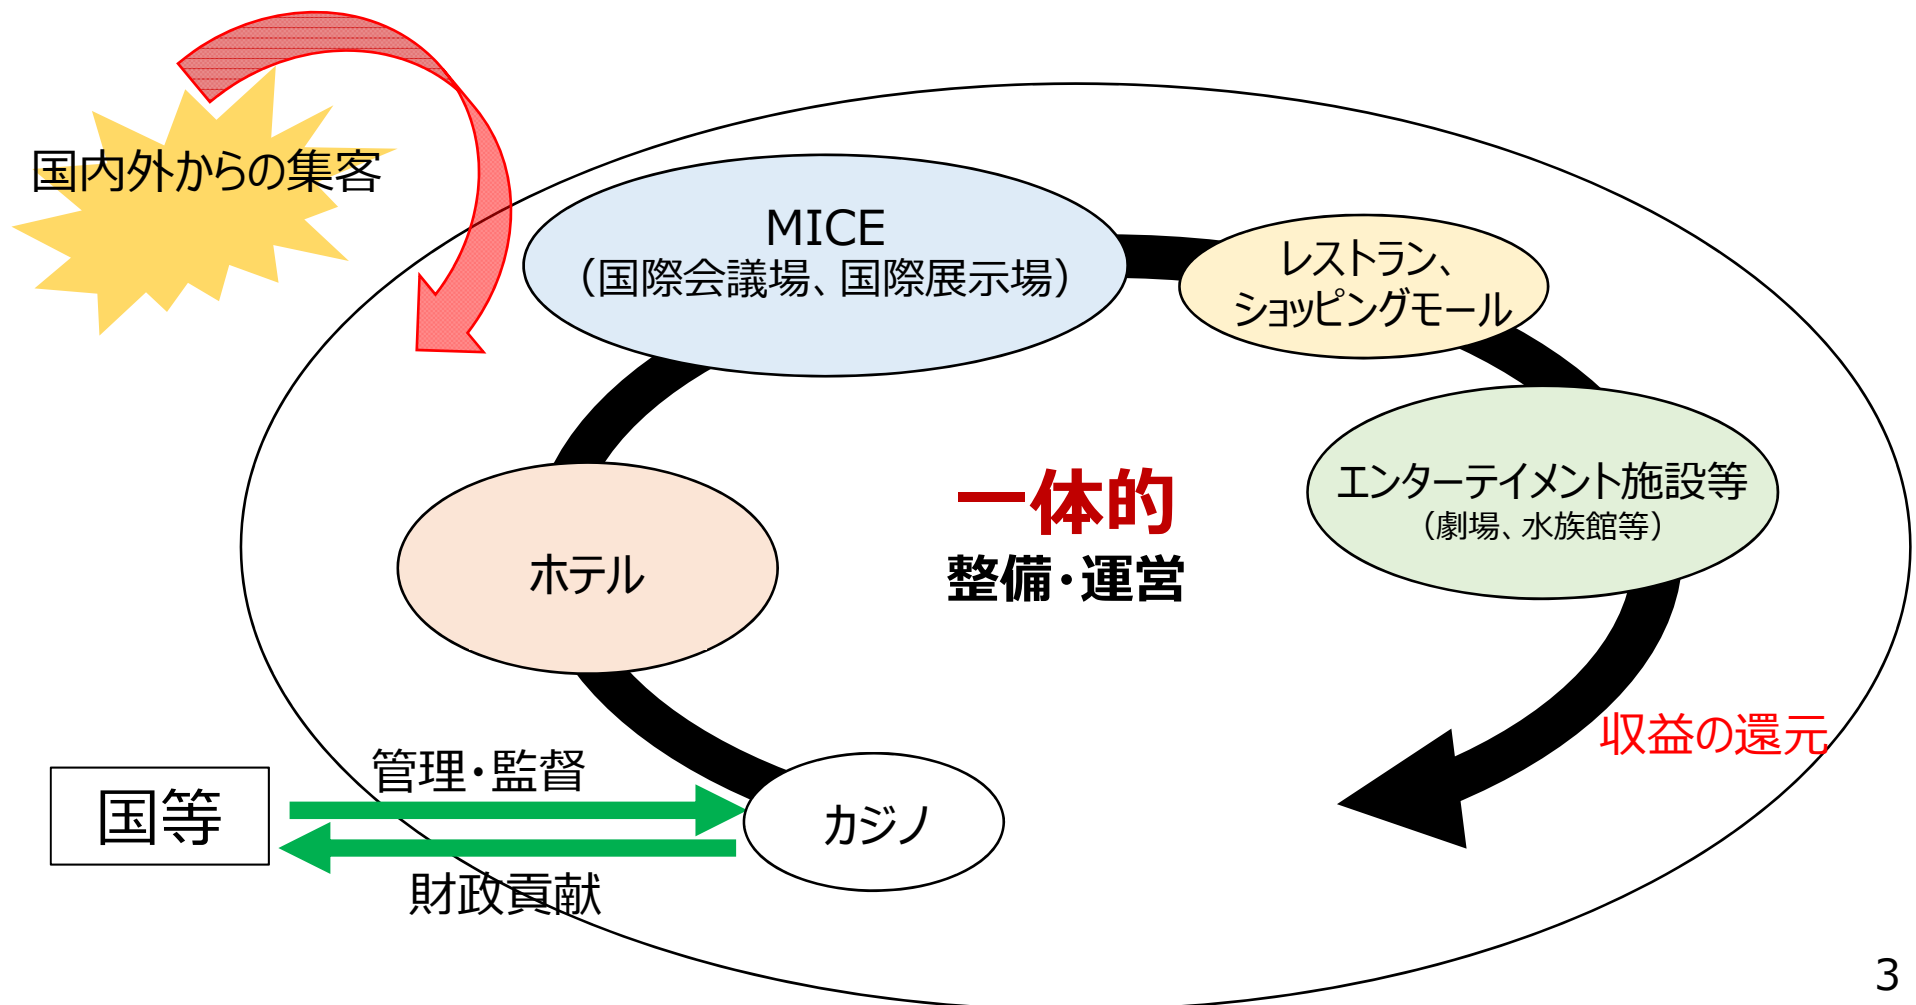 国内外からの集客
MICE
（国際会議場、国際展示場）
レストラン、
ショッピングモール
エンターテイメント施設等
（劇場、水族館等）
一体的
整備・運営
ホテル
収益の還元
管理・監督
国等
カジノ
財政貢献
3